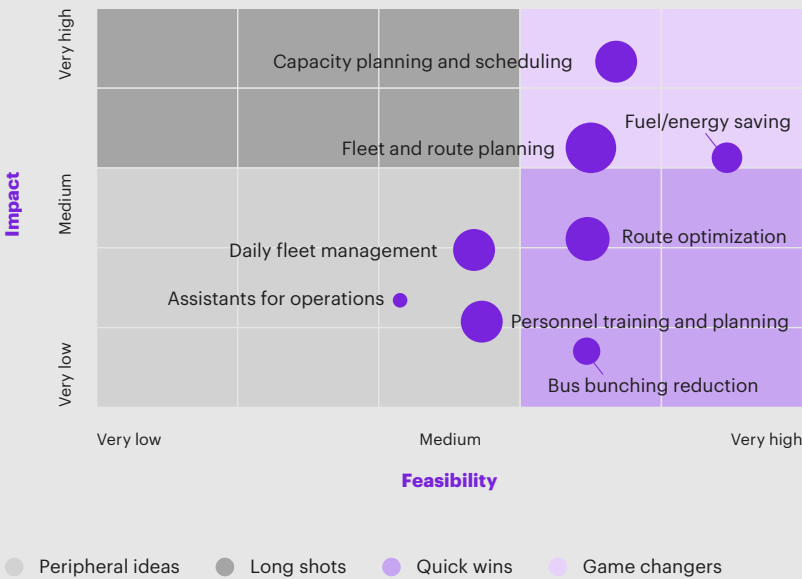 Very high
Capacity planning and scheduling
Fuel/energy saving
Fleet and route planning
Impact
Medium
Route optimization
Daily fleet management
Assistants for operations
Personnel training and planning
Very low
Bus bunching reduction
Very low
Medium
Very high
Feasibility
Peripheral ideas
Long shots
Quick wins
Game changers